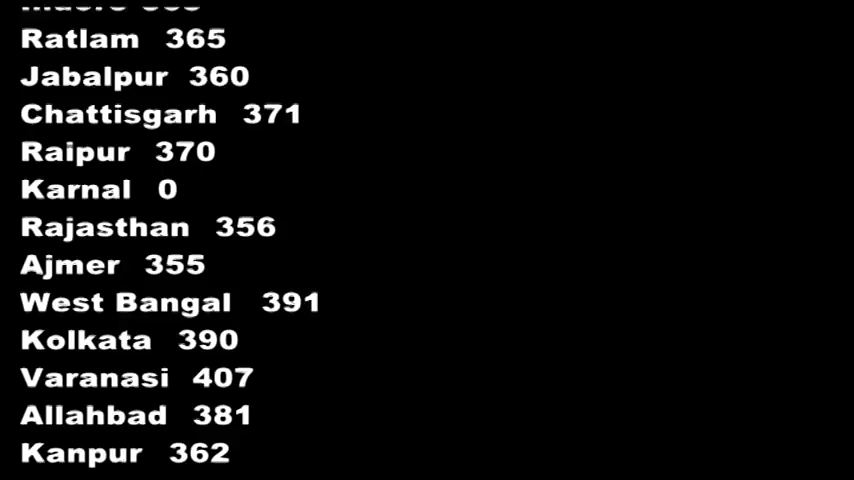 Ratlam 365
Jabalpur 360
Chattisgarh 371
Raipur 370
Karnal 0
Rajasthan 356
Ajmer 355
West Bangal 391
Kolkata 390
Varanasi 407
Allahbad 381
Kanpur 362